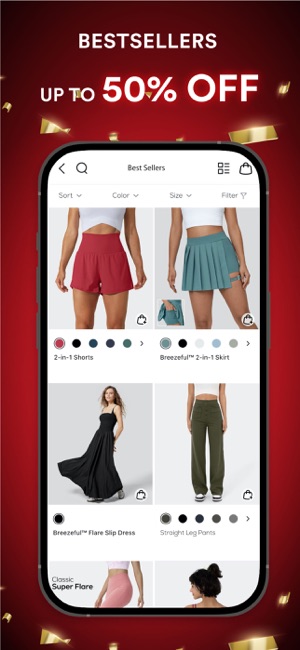 BESTSELLERS
UP TO 50% OFF
Best Sellers
Sort Color Size Filter
2-in-1 Shorts
Breezeful™ 2-in-1 Skirt
Breezeful™ Flare Slip Dress
Straight Leg Pants
Classic
Super Flare